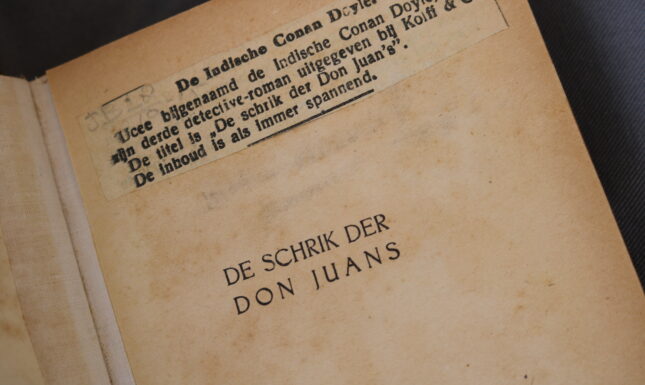 De Indische Conan Doyle.
Ucee bijgenaamd de Indische Conan Doyle,
zijn derde detective-roman uitgegeven bij Kolff & C
De titel is „De schrik der Don Juan's”.
De inhoud is als immer spannend.
DE SCHRIK DER
DON JUANS